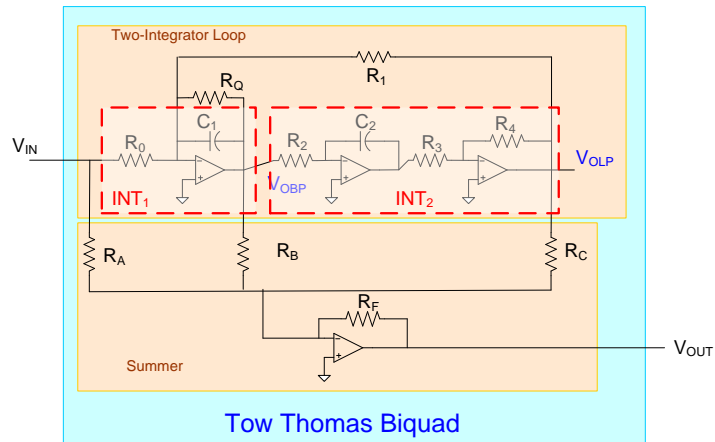 Two-Integrator Loop
R1
RQ
C1
C2
R0
R2
R3
R4
VIN
VOBP
VOLP
INT1
INT2
RA
RB
RC
RF
VOUT
Summer
Tow Thomas Biquad